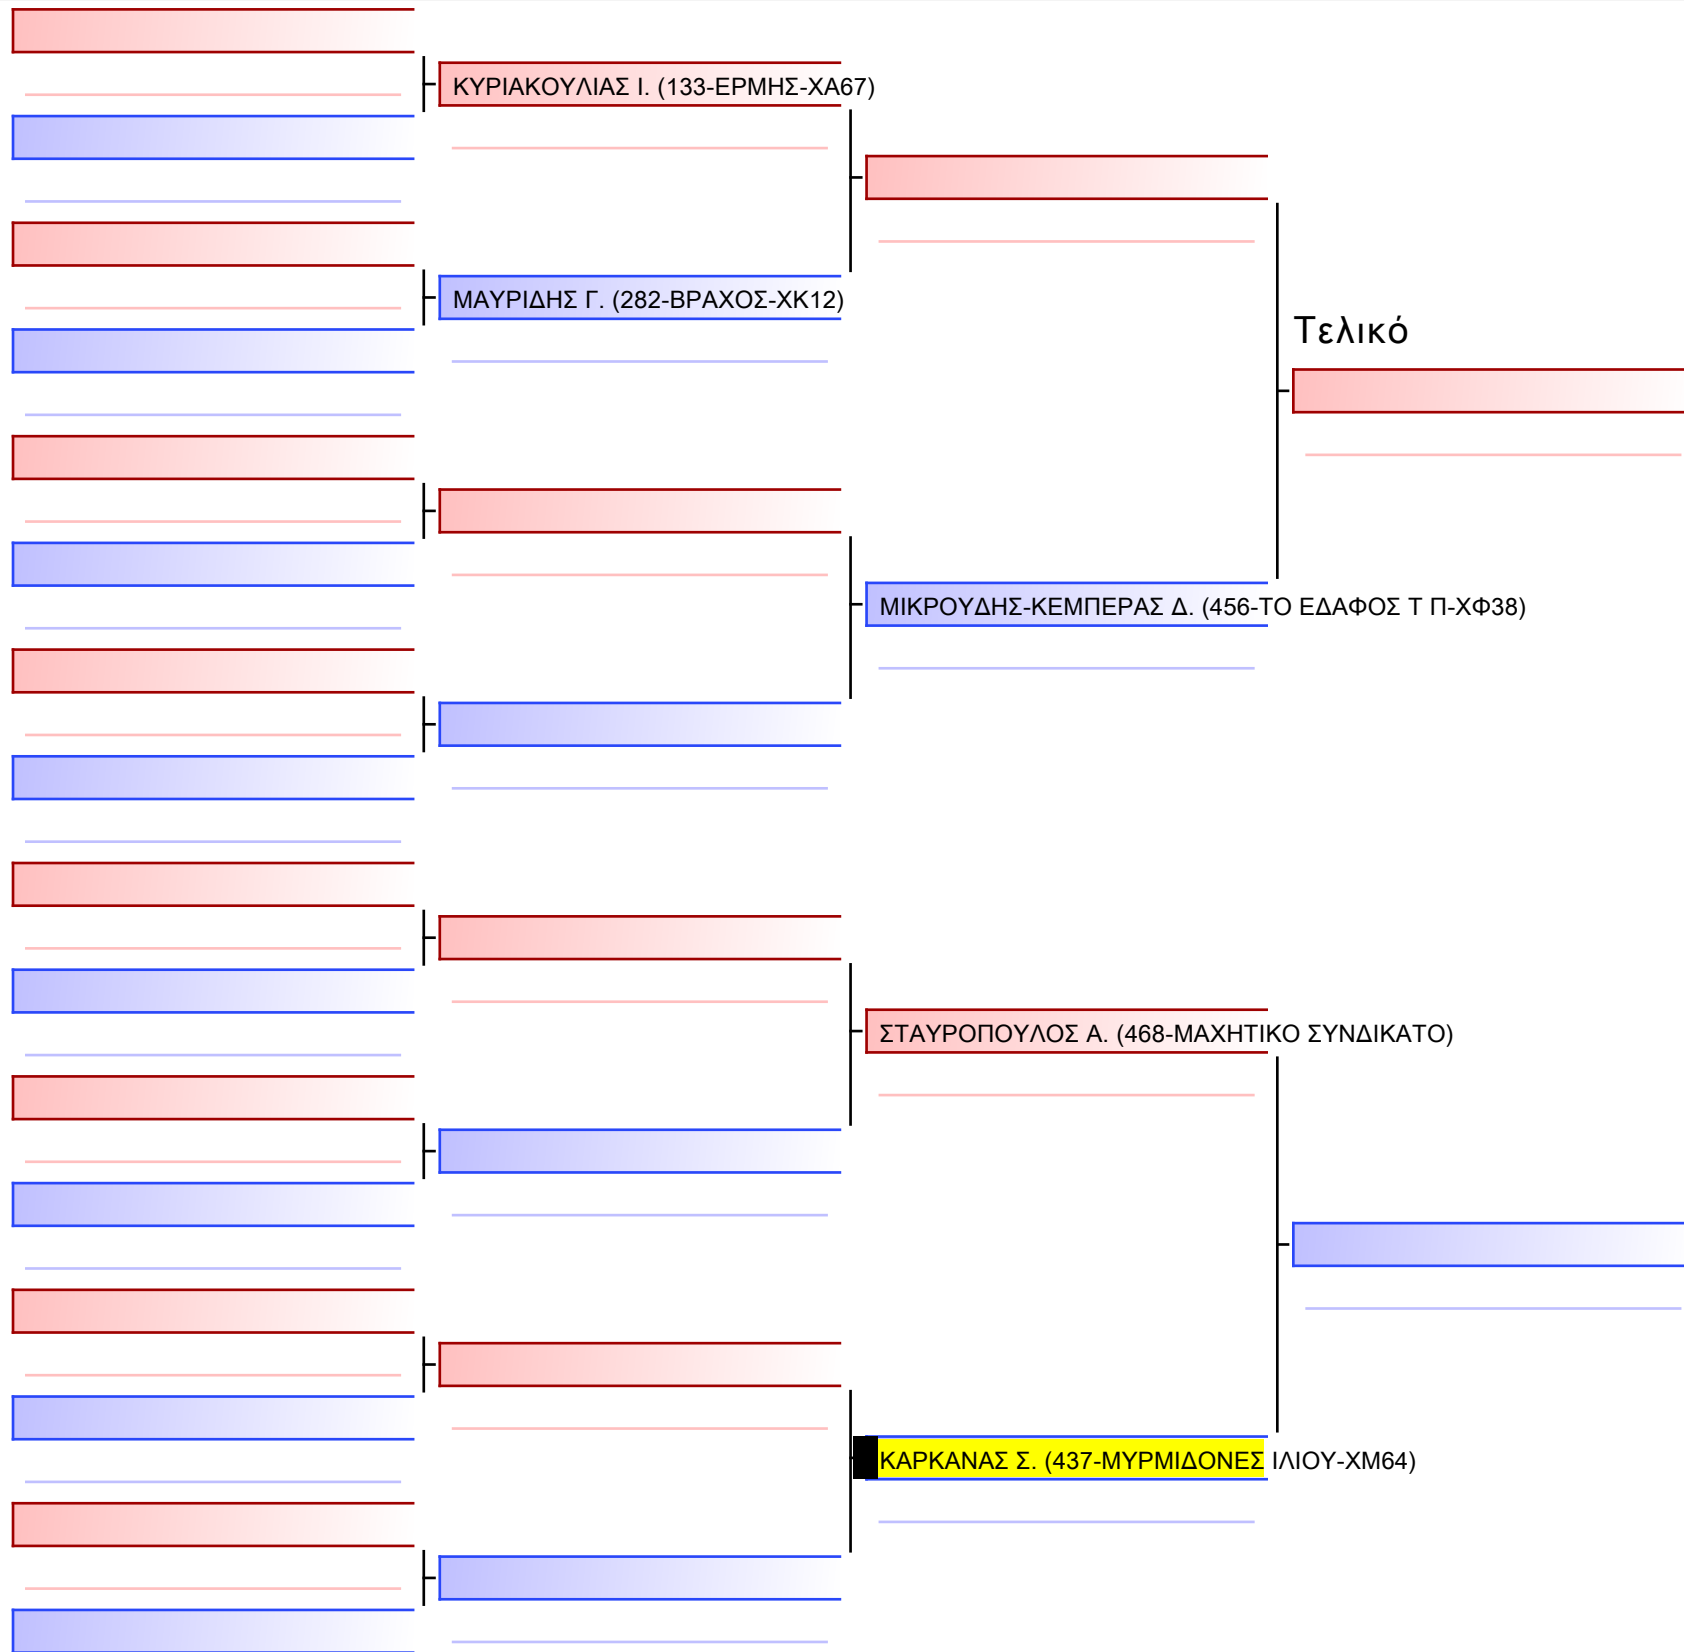 ΚΥΡΙΑΚΟΥΛΙΑΣ Ι. (133-ΕΡΜΗΣ-ΧΑ67)
ΜΑΥΡΙΔΗΣ Γ. (282-ΒΡΑΧΟΣ-ΧΚ12)
Τελικό
ΜΙΚΡΟΥΔΗΣ-ΚΕΜΠΕΡΑΣ Δ. (456-ΤΟ ΕΔΑΦΟΣ Τ Π-ΧΦ38)
ΣΤΑΥΡΟΠΟΥΛΟΣ Α. (468-ΜΑΧΗΤΙΚΟ ΣΥΝΔΙΚΑΤΟ)
ΚΑΡΚΑΝΑΣ Σ. (437-ΜΥΡΜΙΔΟΝΕΣ ΙΛΙΟΥ-ΧΜ64)